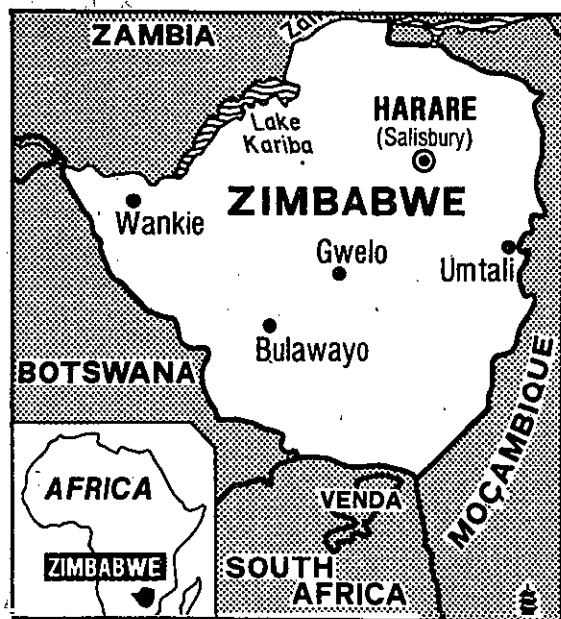 ZAMBIA
Lake
Kariba
HARARE
(Salisbury)
ZIMBABWE
Wankie
Gwelo
Umtali
Bulawayo
BOTSWANA
MOÇAMBIQUE
VENDA
AFRICA
ZIMBABWE
SOUTH
AFRICA